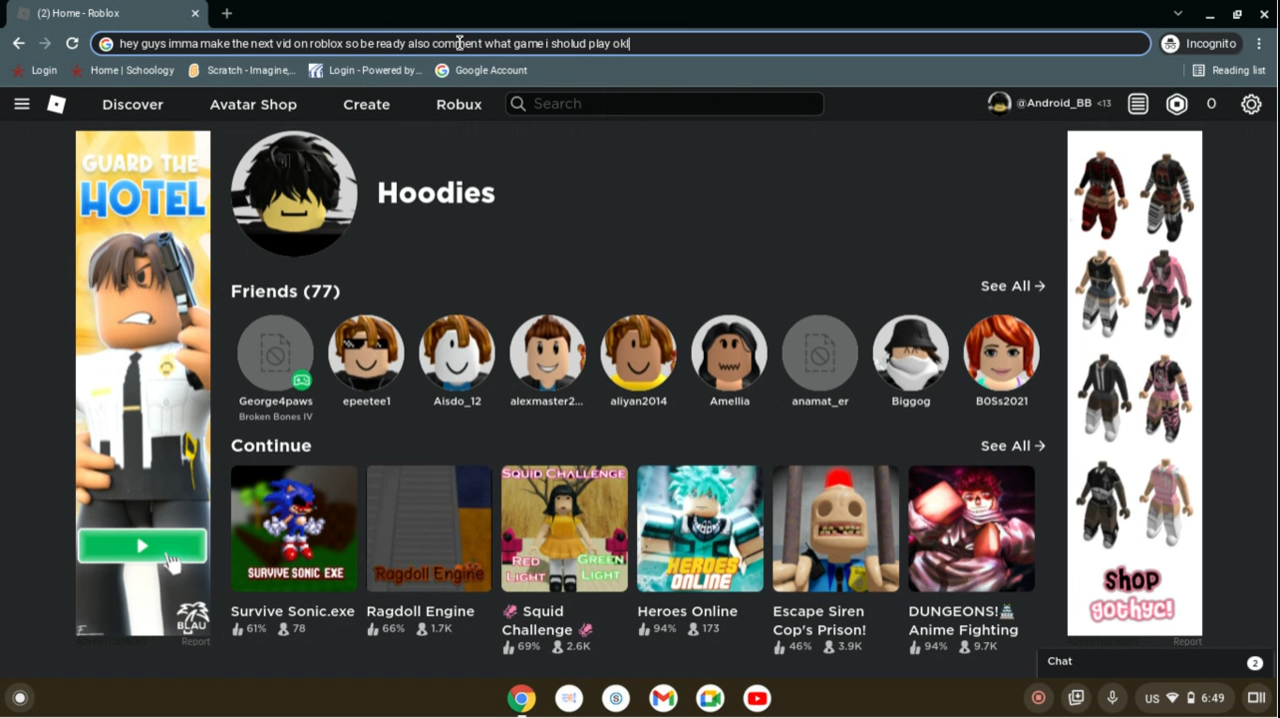 (2) Home - Roblox
hey guys imma make the next vid on roblox so be ready also comment what game i sholud play ok!
Incognito
Login
Home | Schoology
Scratch - Imagine,...
Login - Powered by...
Google Account
Reading list
Discover
Avatar Shop
Create
Robux
Search
@Android_BB <13
0
GUARD THE
HOTEL
BLAU
Report
Hoodies
Friends (77)
See All →
George4paws
Broken Bones IV
epeetee1
Aisdo_12
alexmaster2...
aliyan2014
Amellia
anamat_er
Biggog
B0Ss2021
Continue
See All →
SURVIVE SONIC EXE
Ragdoll Engine
SQUID CHALLENGE
RED
LIGHT
GREEN
LIGHT
HEROES
ONLINE
Survive Sonic.exe
61% 78
Ragdoll Engine
66% 1.7K
🦑 Squid
Challenge 🦑
69% 2.6K
Heroes Online
94% 173
Escape Siren
Cop's Prison!
46% 3.9K
DUNGEONS!🏯
Anime Fighting
94% 9.7K
SHOP
gothyc!
Report
Chat
2
US
6:49